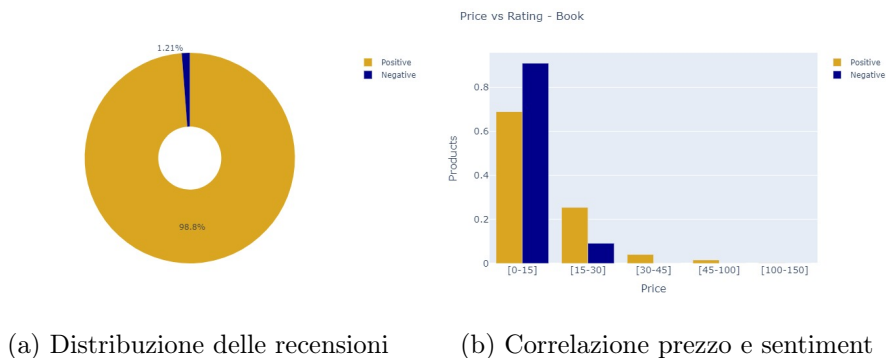 1.21%
98.8%
Positive
Negative
(a) Distribuzione delle recensioni
Price vs Rating - Book
Products
0.8
0.6
0.4
0.2
0
[0-15]
[15-30]
[30-45]
[45-100]
[100-150]
Price
Positive
Negative
(b) Correlazione prezzo e sentiment